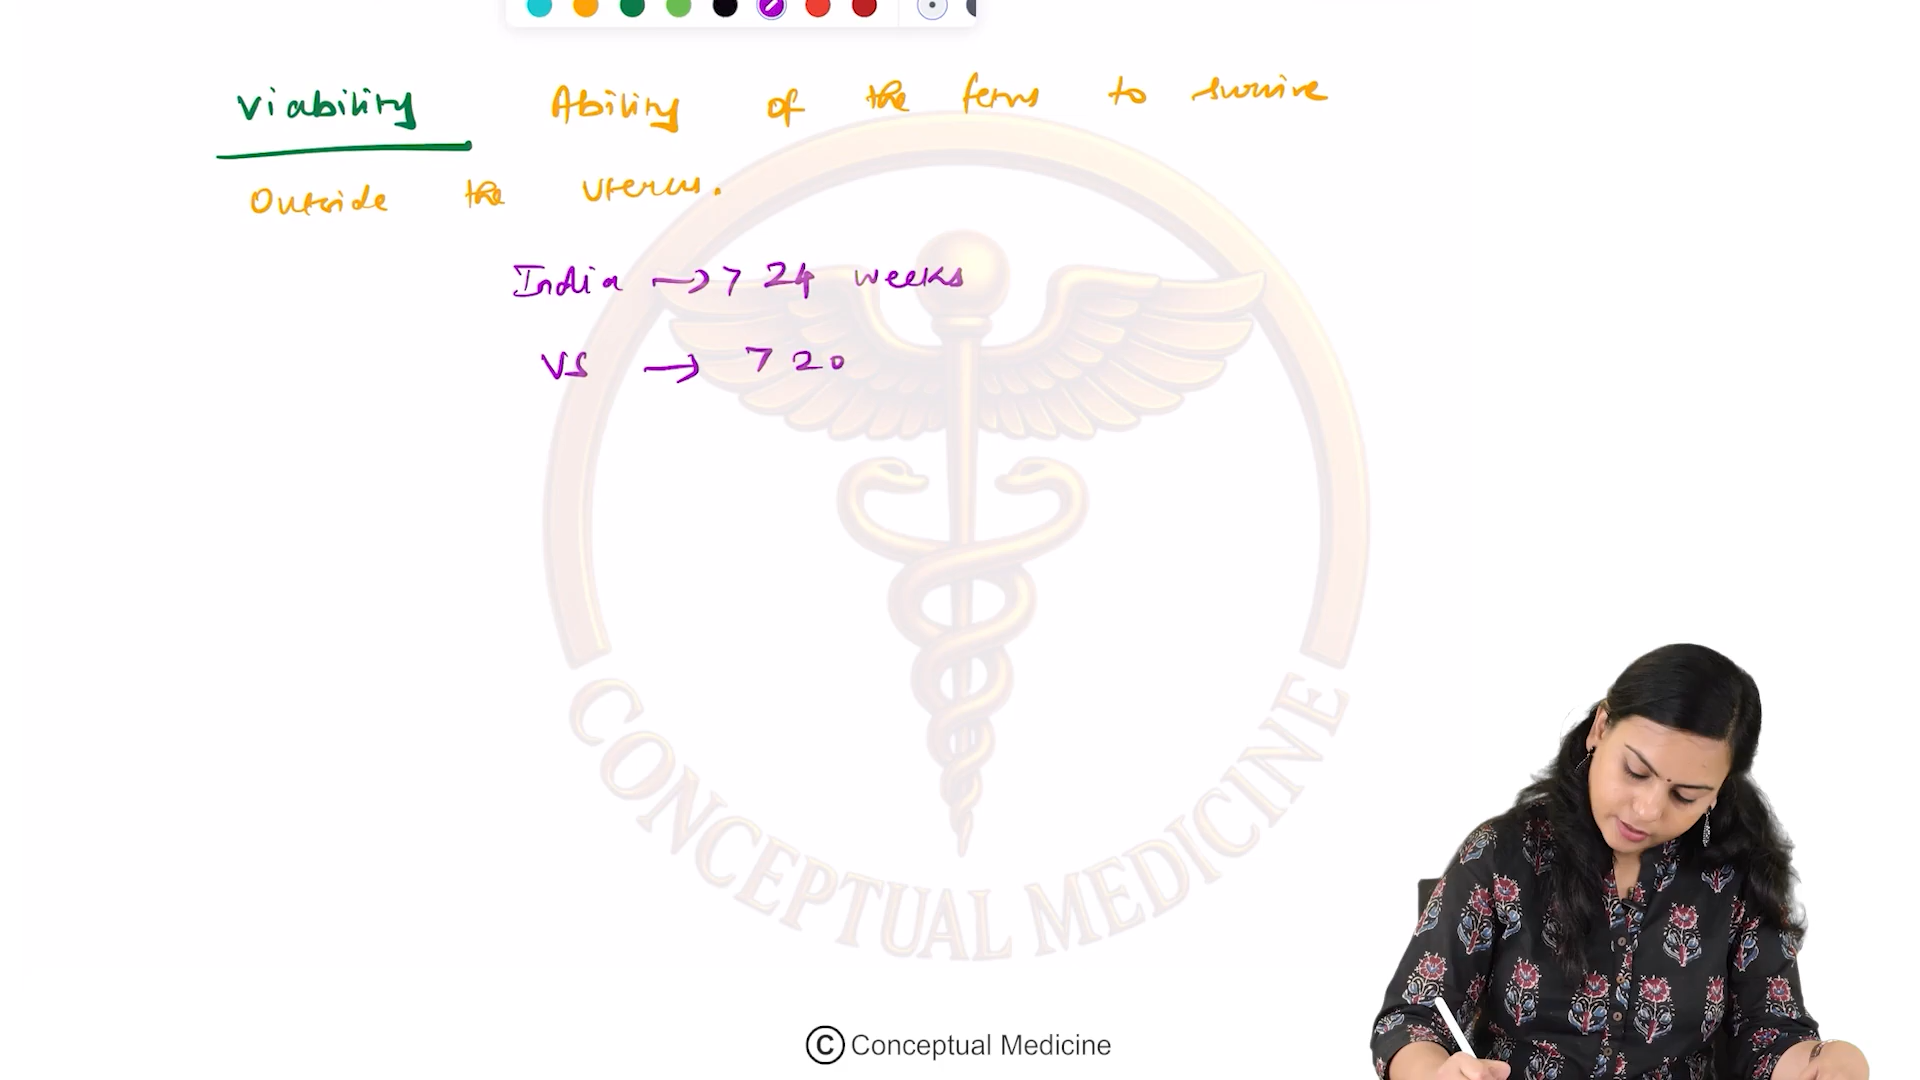 Viability Ability of the fetus to survive
Outside the uterus.
India → > 24 weeks
US → > 20
CONCEPTUAL MEDICINE
© Conceptual Medicine